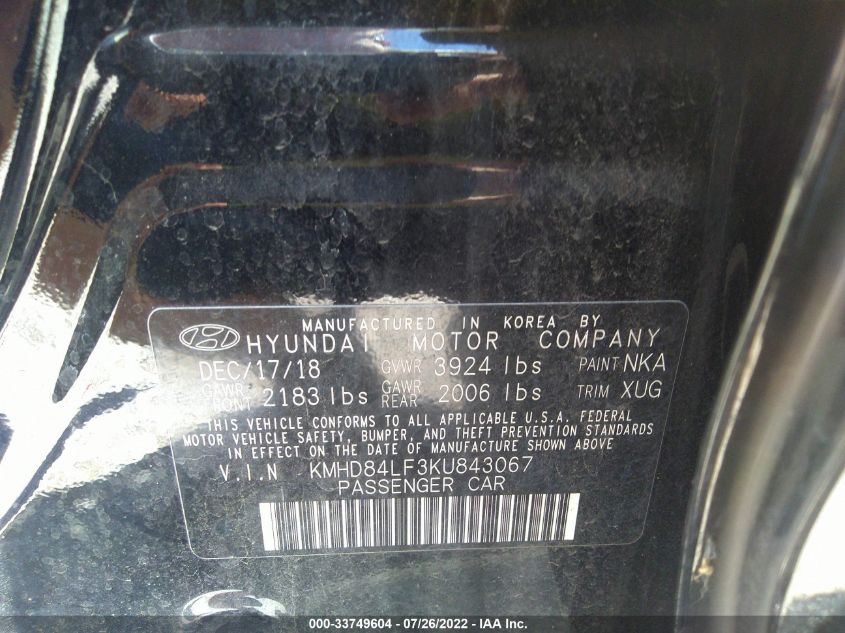 MANUFACTURED IN KOREA BY
HYUNDAI MOTOR COMPANY
DEC/17/18 GVWR 3924 lbs PAINT NKA
GAWR FRONT 2183 lbs GAWR REAR 2006 lbs TRIM XUG
THIS VEHICLE CONFORMS TO ALL APPLICABLE U.S.A. FEDERAL
MOTOR VEHICLE SAFETY, BUMPER, AND THEFT PREVENTION STANDARDS
IN EFFECT ON THE DATE OF MANUFACTURE SHOWN ABOVE
V.I.N KMHD84LF3KU843067
PASSENGER CAR
000-33749604 - 07/26/2022 - IAA Inc.